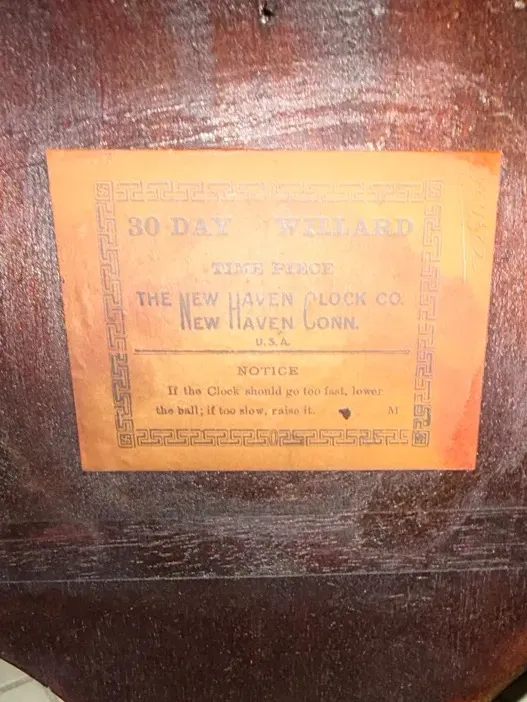 30 DAY WILLARD
TIME PIECE
THE NEW HAVEN CLOCK CO.
NEW HAVEN CONN.
U.S.A.
NOTICE
If the Clock should go too fast, lower
the ball; if too slow, raise it. M